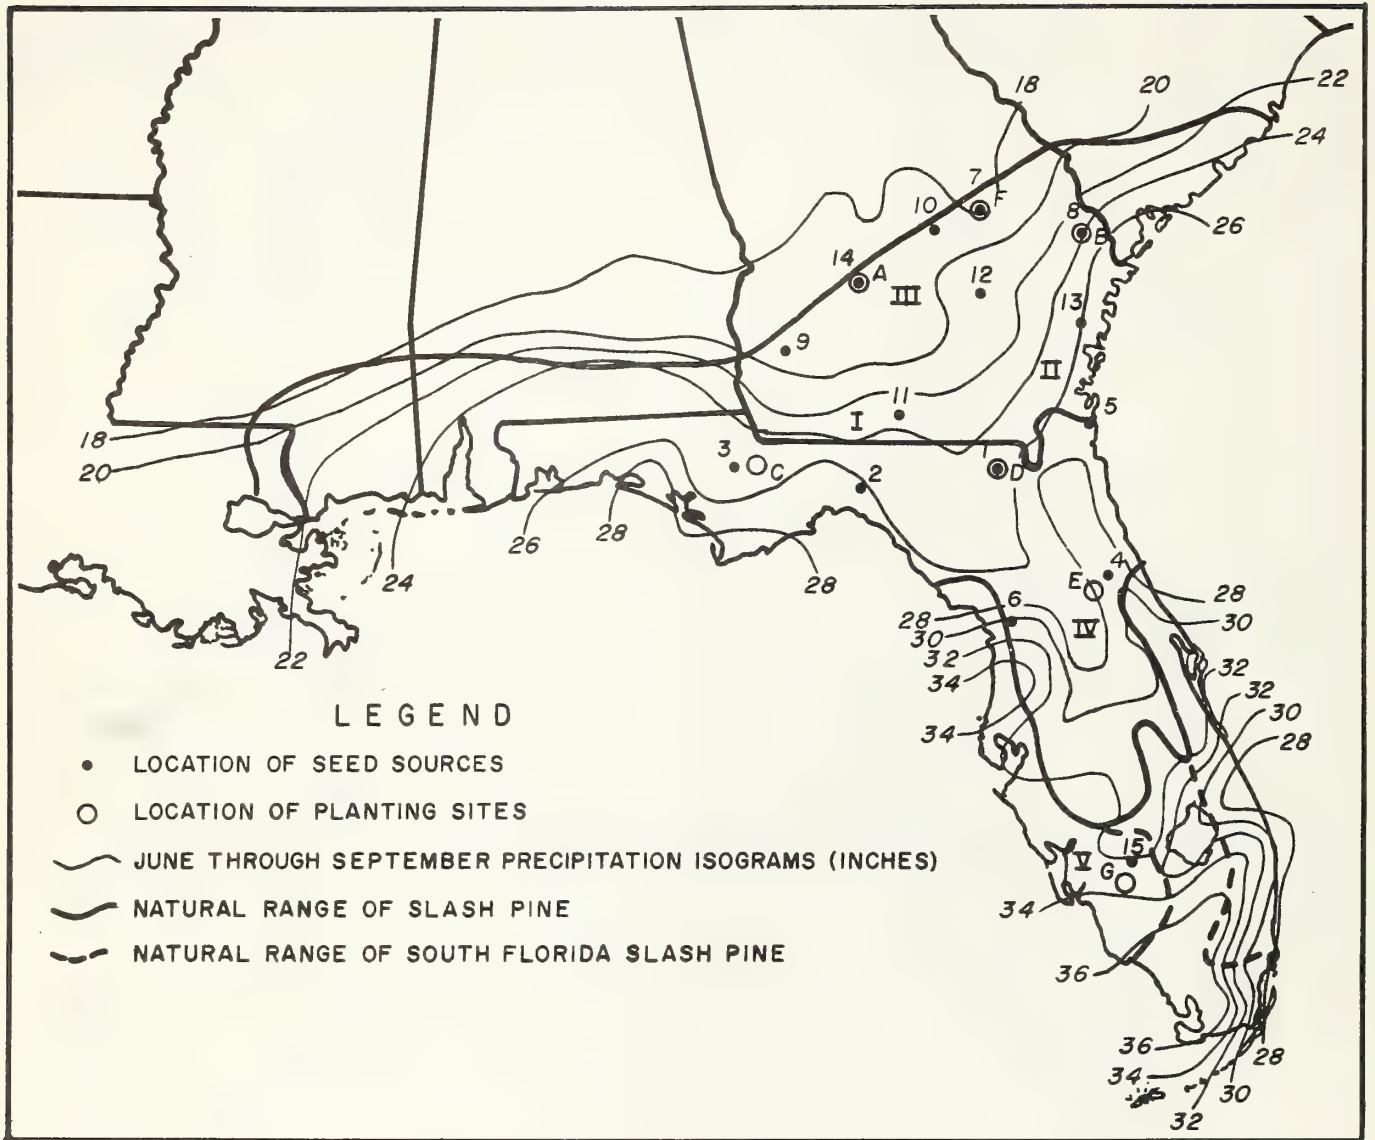 18
20
22
24
7
F
10
8
B
26
14
A
III
12
13
9
II
11
I
5
18
20
3
C
1
D
2
26
28
24
28
4
E
28
30
6
28
30
IV
32
34
22
32
32
34
30
28
LEGEND
LOCATION OF SEED SOURCES
LOCATION OF PLANTING SITES
JUNE THROUGH SEPTEMBER PRECIPITATION ISOGRAMS (INCHES)
NATURAL RANGE OF SLASH PINE
NATURAL RANGE OF SOUTH FLORIDA SLASH PINE
V
15
G
34
36
36
28
34
30
32